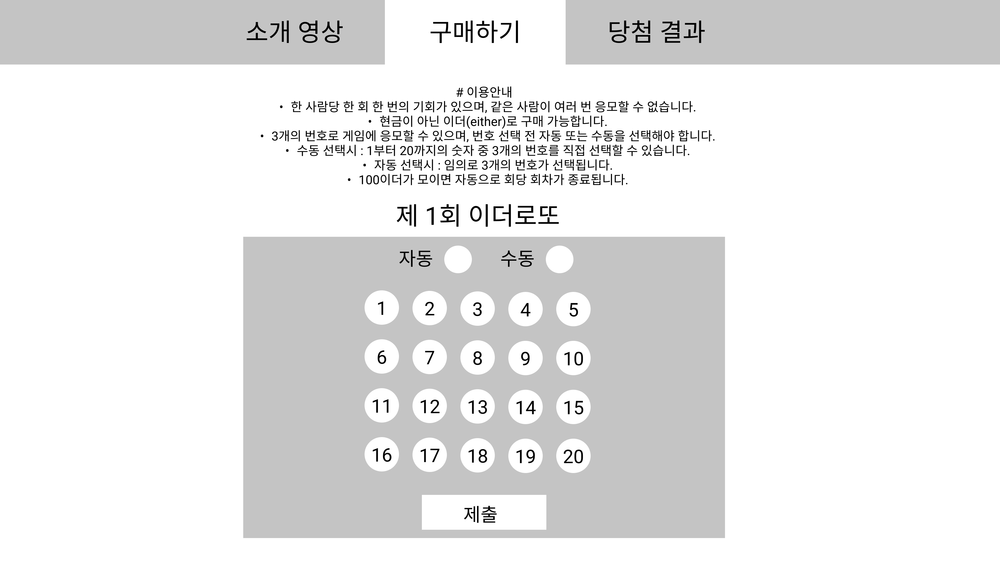 소개 영상 구매하기 당첨 결과
# 이용안내
• 한 사람당 한 회 한 번의 기회가 있으며, 같은 사람이 여러 번 응모할 수 없습니다.
• 현금이 아닌 이더(either)로 구매 가능합니다.
• 3개의 번호로 게임에 응모할 수 있으며, 번호 선택 전 자동 또는 수동을 선택해야 합니다.
• 수동 선택시 : 1부터 20까지의 숫자 중 3개의 번호를 직접 선택할 수 있습니다.
• 자동 선택시 : 임의로 3개의 번호가 선택됩니다.
• 100이더가 모이면 자동으로 회당 회차가 종료됩니다.
제 1회 이더로또
자동 수동
1 2 3 4 5
6 7 8 9 10
11 12 13 14 15
16 17 18 19 20
제출